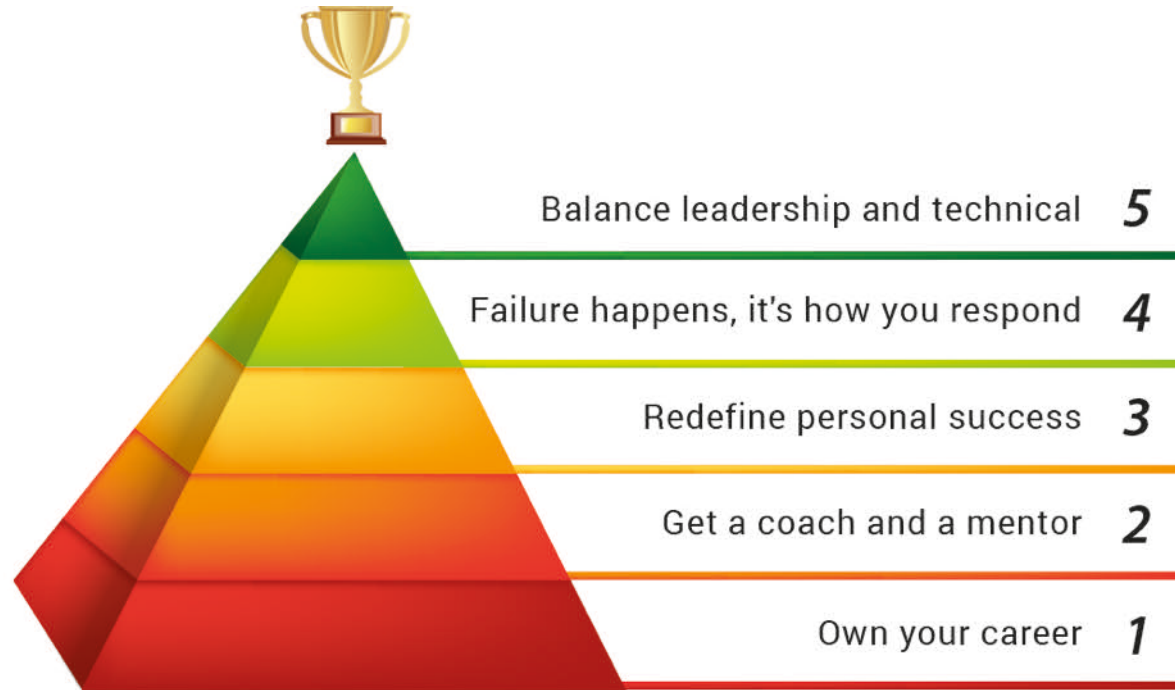 Balance leadership and technical 5
Failure happens, it's how you respond 4
Redefine personal success 3
Get a coach and a mentor 2
Own your career 1